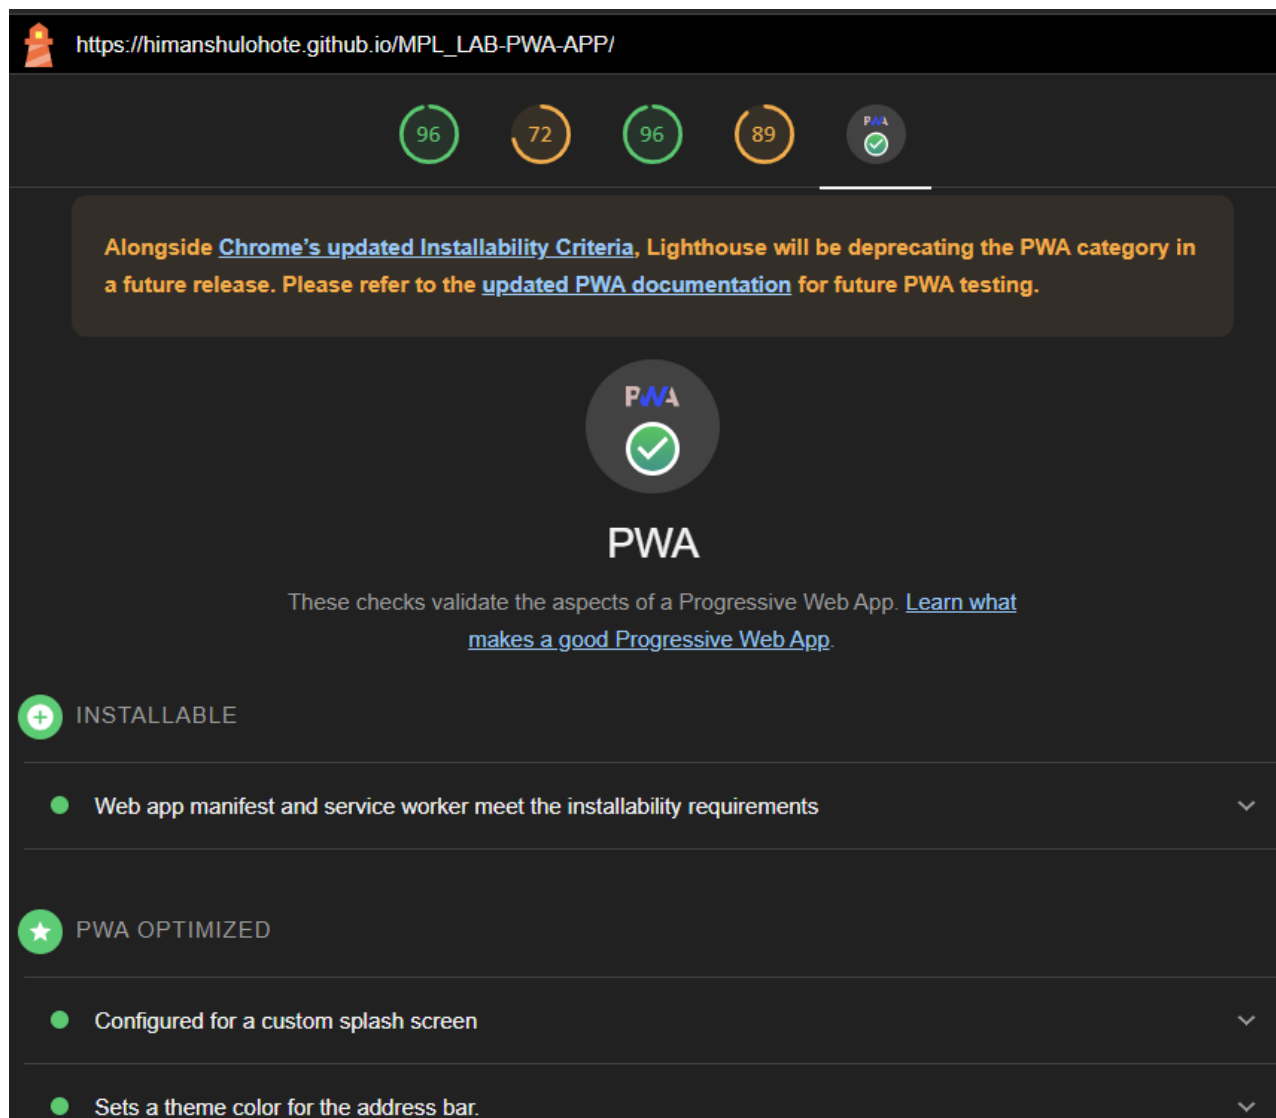 https://himanshulohote.github.io/MPL_LAB-PWA-APP/
96 72 96 89 PWA
Alongside Chrome’s updated Installability Criteria, Lighthouse will be deprecating the PWA category in
a future release. Please refer to the updated PWA documentation for future PWA testing.
PWA
PWA
These checks validate the aspects of a Progressive Web App. Learn what
makes a good Progressive Web App.
INSTALLABLE
Web app manifest and service worker meet the installability requirements
PWA OPTIMIZED
Configured for a custom splash screen
Sets a theme color for the address bar.